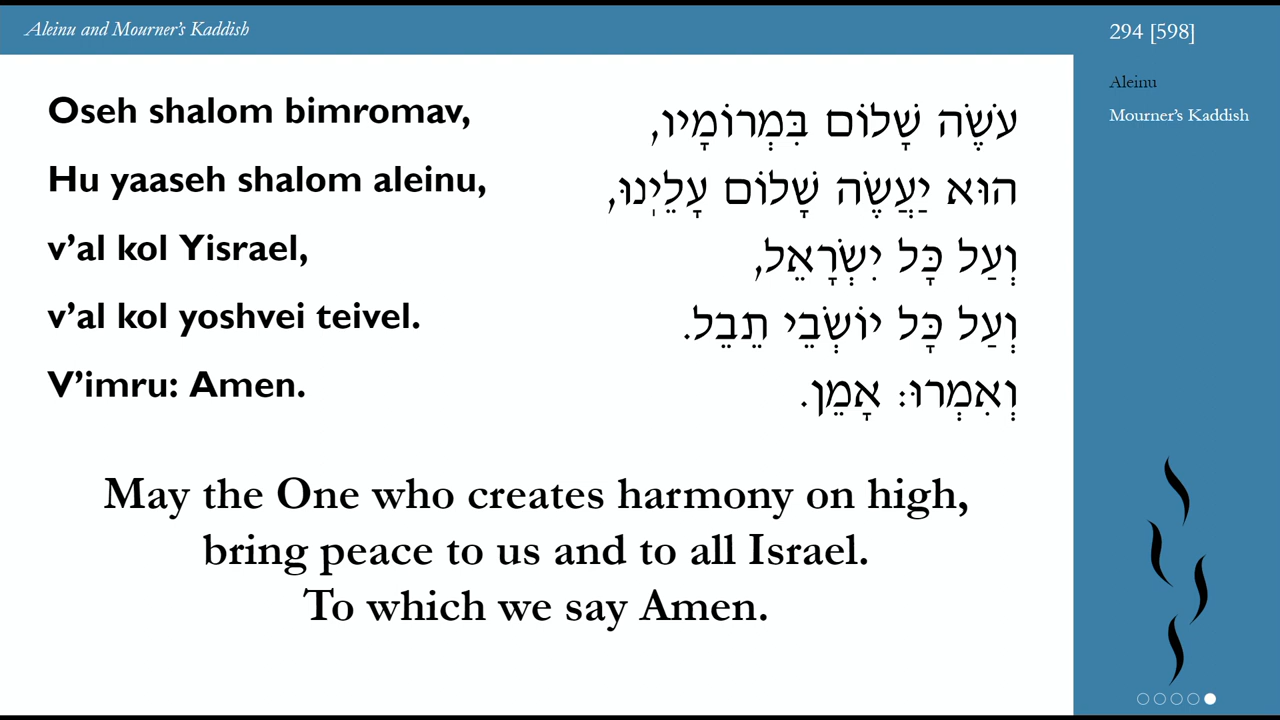 Aleinu and Mourner's Kaddish
294 [598]
Aleinu
Mourner's Kaddish
Oseh shalom bimromav,
Hu yaaseh shalom aleinu,
v'al kol Yisrael,
v'al kol yoshvei teivel.
V'imru: Amen.
עֹשֶׂה שָׁלוֹם בִּמְרוֹמָיו,
הוּא יַעֲשֶׂה שָׁלוֹם עָלֵיְנוּ,
וְעַל כָּל יִשְׂרָאֵל,
וְעַל כָּל יוֹשְׂבֵי תֵבֵל.
וְאִמְרוּ: אָמֵן.
May the One who creates harmony on high,
bring peace to us and to all Israel.
To which we say Amen.